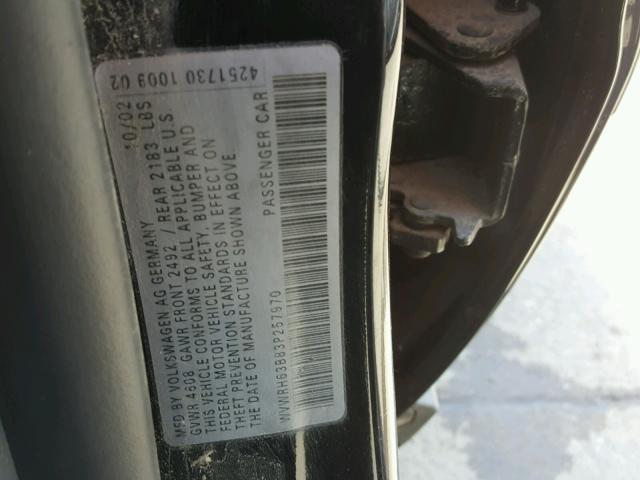 4251730 1009 02
MFD BY VOLKSWAGEN AG GERMANY 10/02
GVWR 4608 GAWR FRONT 2492 / REAR 2183 LBS
THIS VEHICLE CONFORMS TO ALL APPLICABLE U.S.
FEDERAL MOTOR VEHICLE SAFETY, BUMPER AND
THEFT PREVENTION STANDARDS IN EFFECT ON
THE DATE OF MANUFACTURE SHOWN ABOVE.
WVWRH63B83P257970 PASSENGER CAR